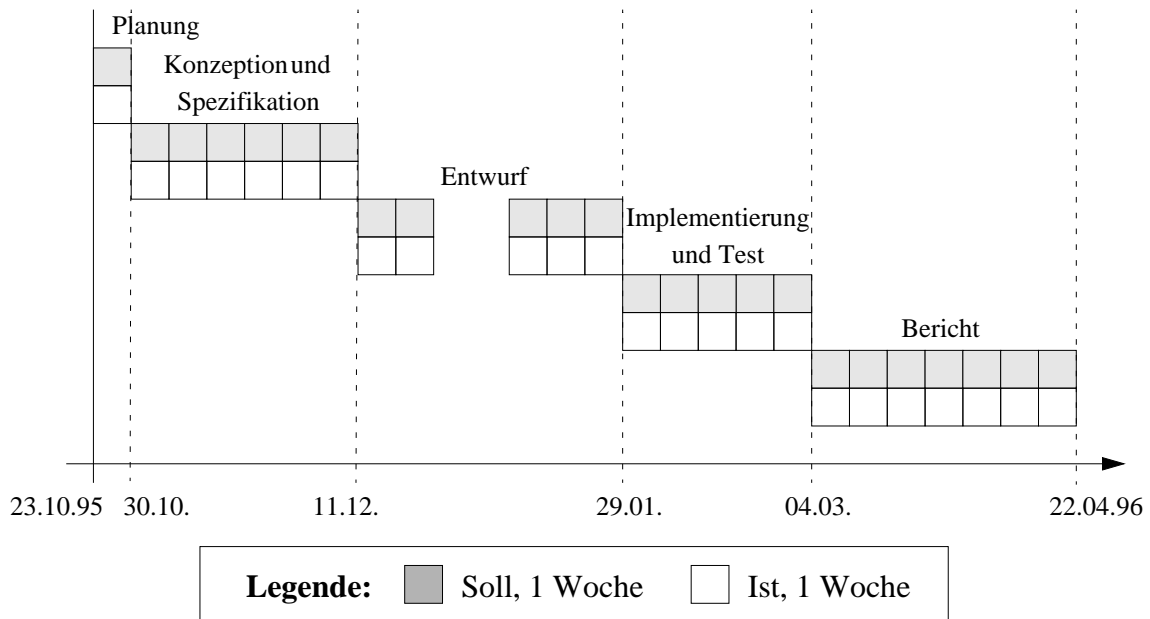 Planung
Konzeption und
Spezifikation
Entwurf
Implementierung
und Test
Bericht
23.10.95 30.10. 11.12. 29.01. 04.03. 22.04.96
Legende: Soll, 1 Woche Ist, 1 Woche